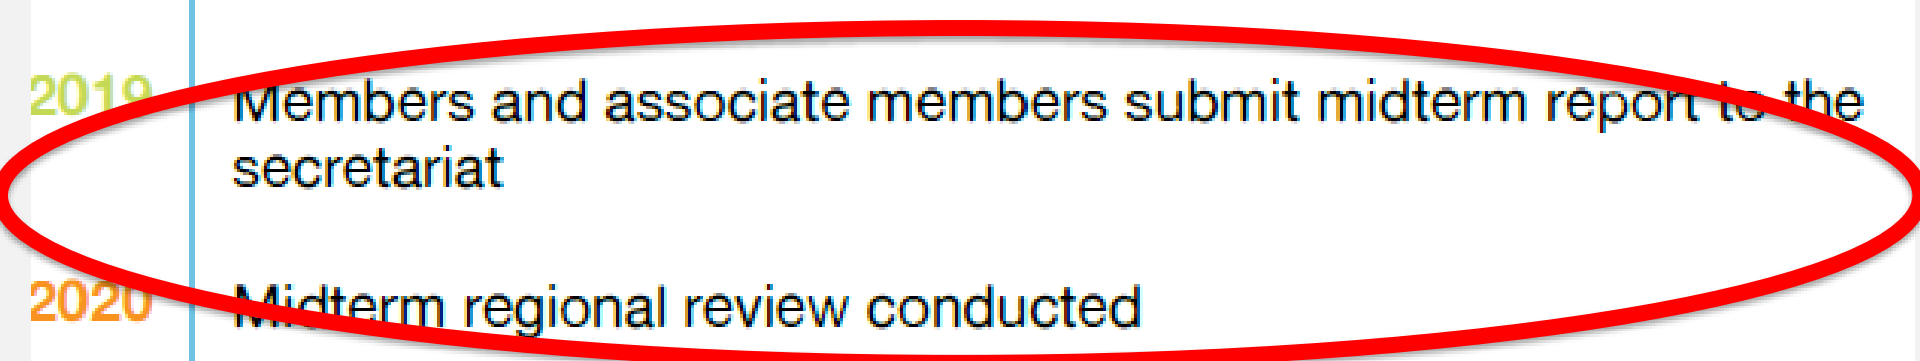 2019 Members and associate members submit midterm report to the
secretariat
2020 Midterm regional review conducted